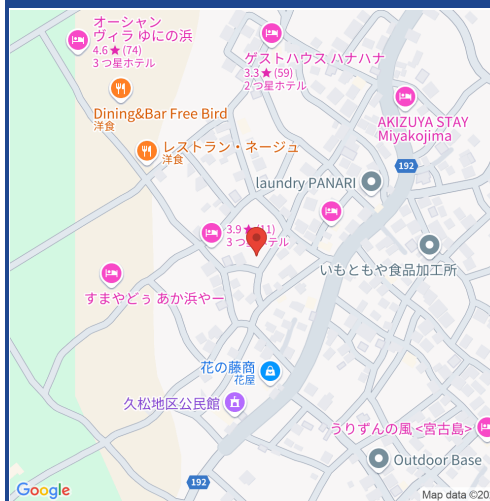 オーシャン
ヴィラ ゆにの浜
4.6★ (74)
3 つ星ホテル
ゲストハウス ハナハナ
3.3★ (59)
2 つ星ホテル
Dining&Bar Free Bird
洋食
AKIZUYA STAY
Miyakojima
レストラン・ネージュ
洋食
192
laundry PANARI
3.9
3 つ
テル
いもともや食品加工所
すまやどぅ あか浜やー
花の藤商
花屋
久松地区公民館
うりずんの風 <宮古島>
192
Outdoor Base
Google
Map data ©20